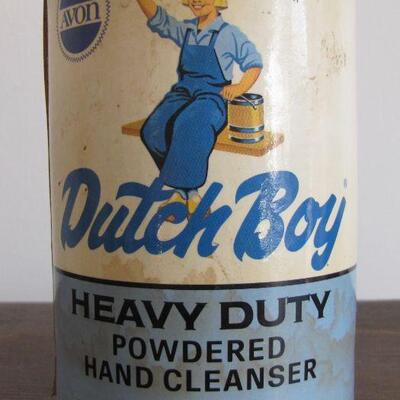 AVON
Dutch Boy®
HEAVY DUTY
POWDERED
HAND CLEANSER